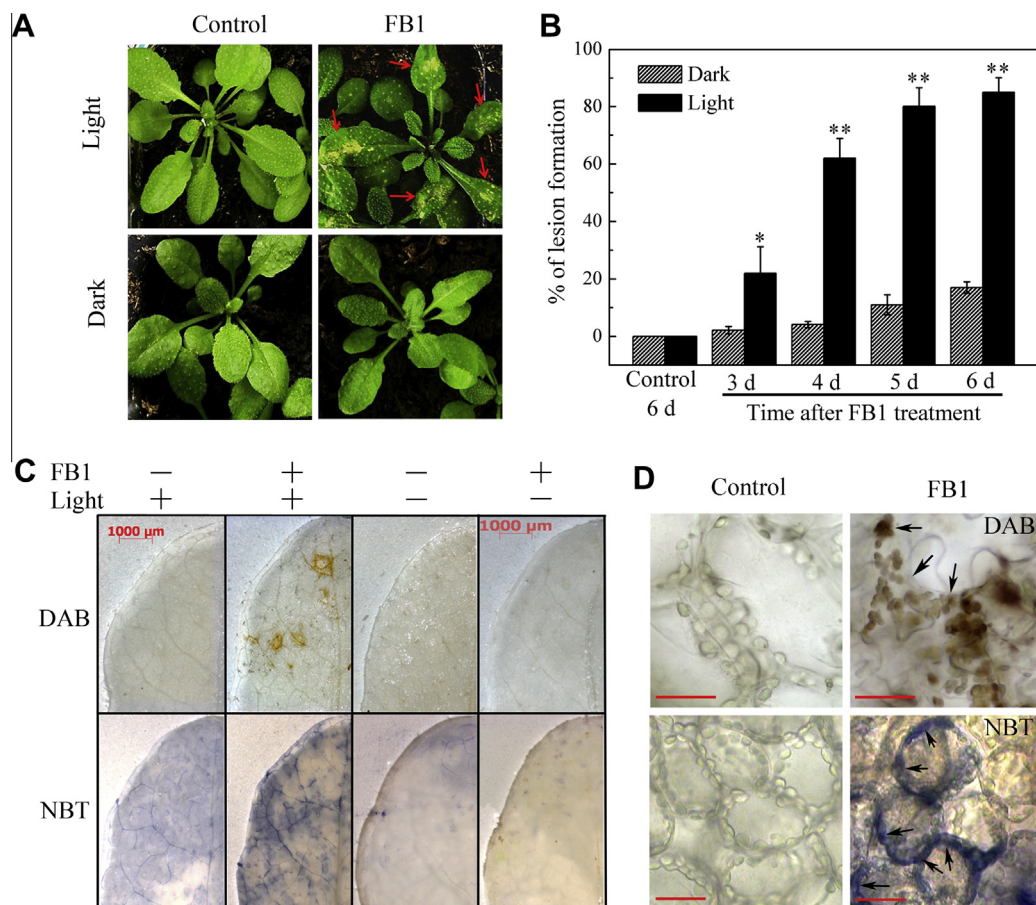 A
Control
FB1
Light
Dark
B
% of lesion formation
100
80
60
40
20
0
Dark
Light
*
**
**
**
Control
6 d
3 d
4 d
5 d
6 d
Time after FB1 treatment
C
FB1
— + — +
Light
+ + — —
1000 µm
1000 µm
DAB
NBT
D
Control
FB1
DAB
NBT